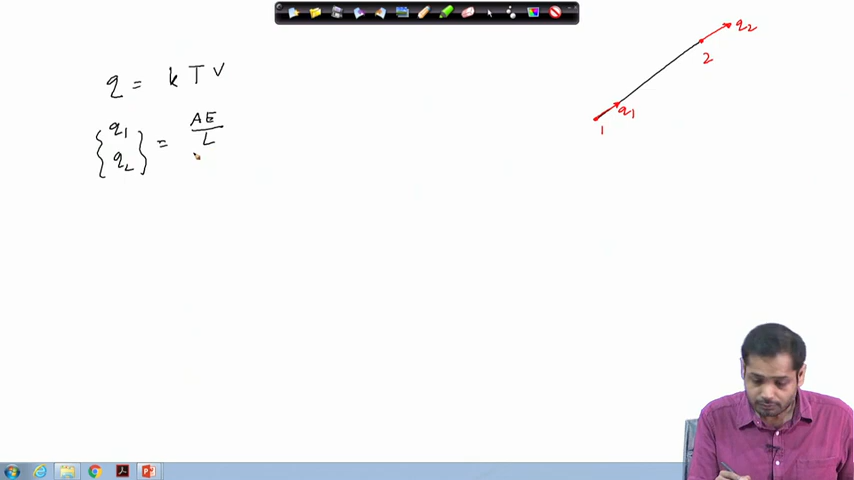 q = k T v
{q1 q2} = AE/L
q2
2
q1
1